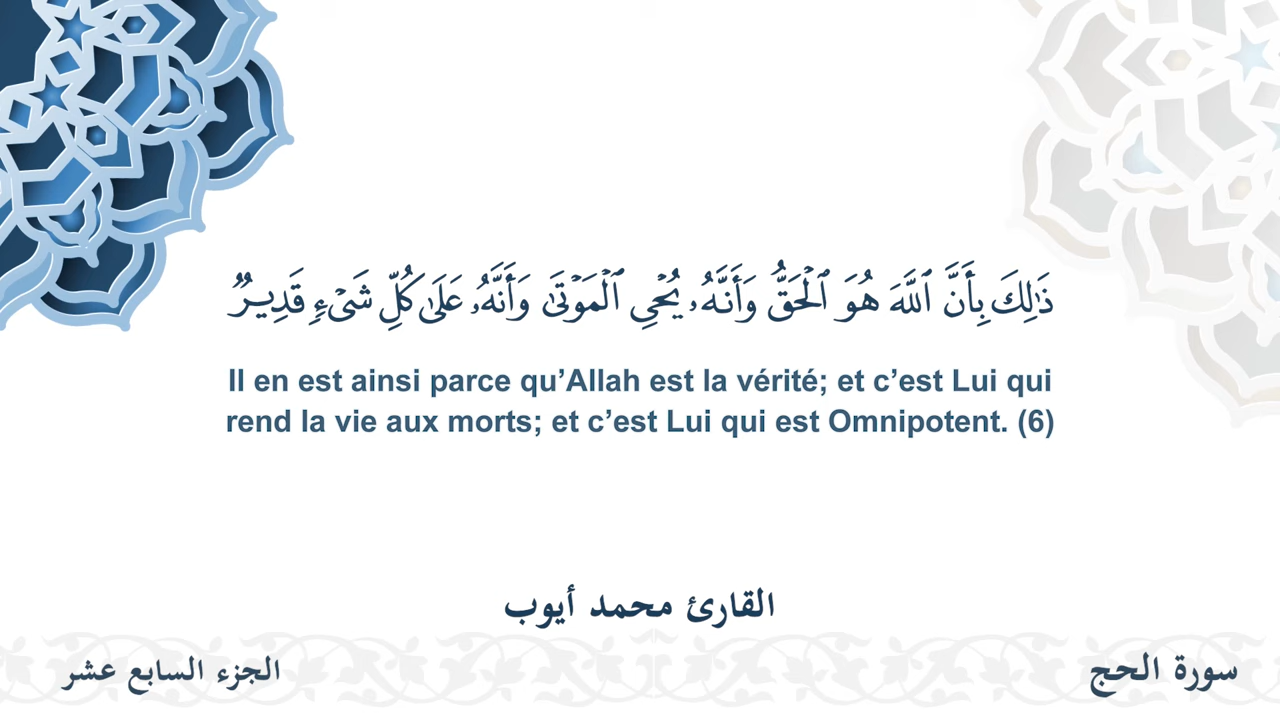 ذَٰلِكَ بِأَنَّ ٱللَّهَ هُوَ ٱلْحَقُّ وَأَنَّهُۥ يُحْىِ ٱلْمَوْتَىٰ وَأَنَّهُۥ عَلَىٰ كُلِّ شَىْءٍ قَدِيرٌ
Il en est ainsi parce qu’Allah est la vérité; et c’est Lui qui
rend la vie aux morts; et c’est Lui qui est Omnipotent. (6)
القارئ محمد أيوب
سورة الحج
الجزء السابع عشر